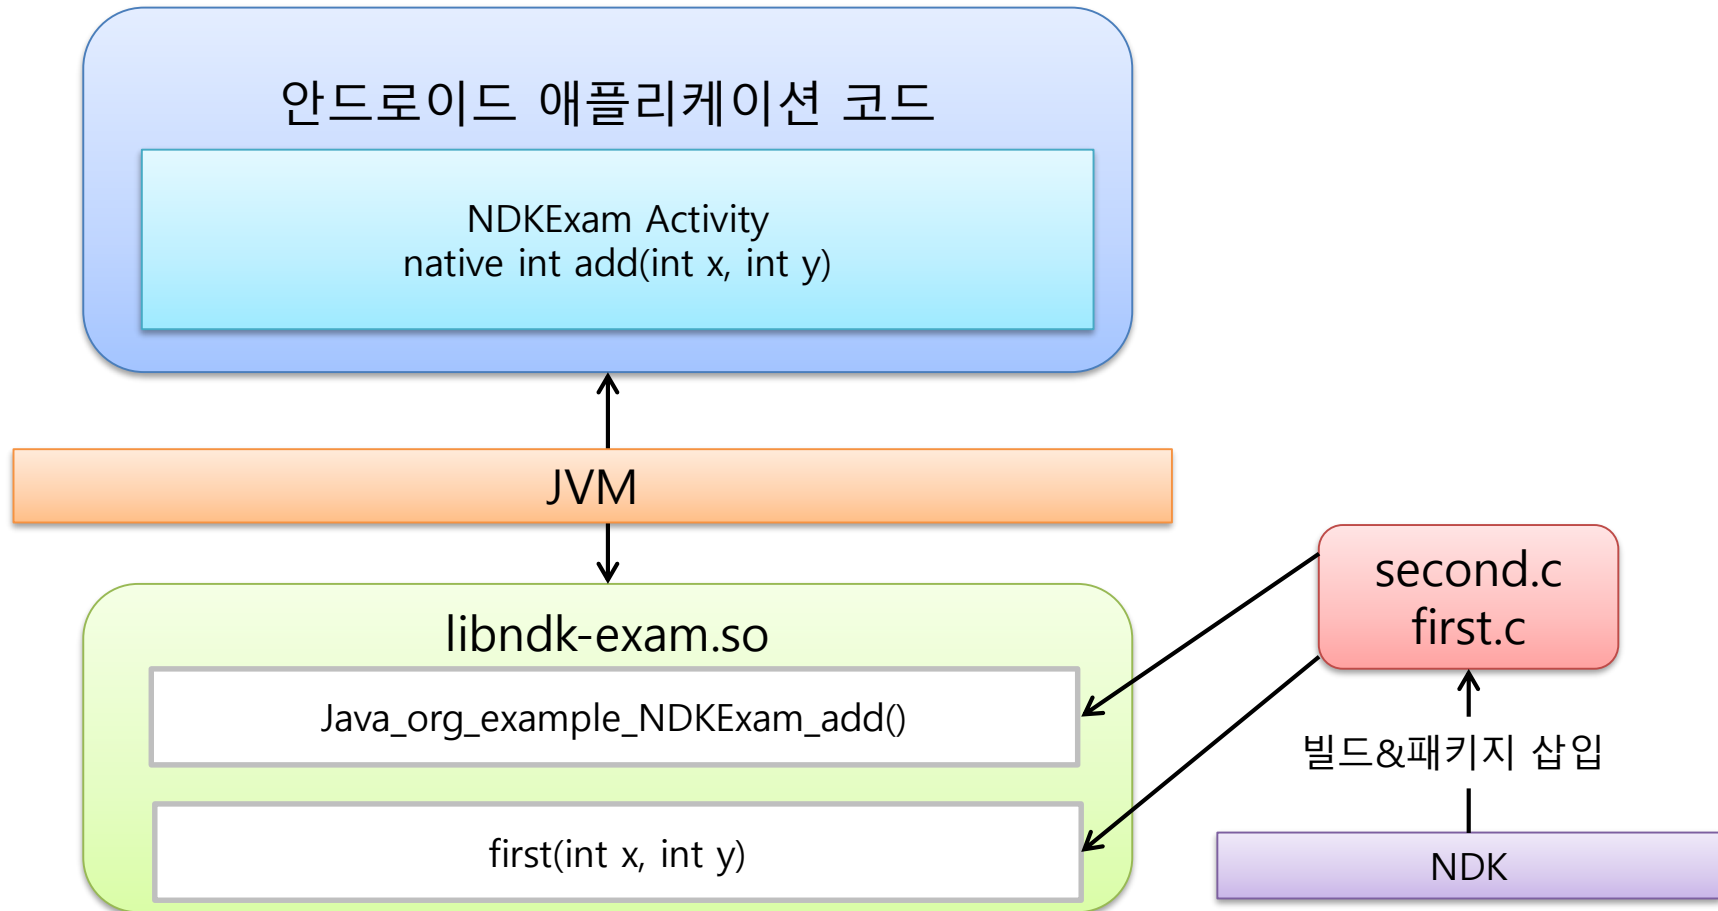 안드로이드 애플리케이션 코드
NDKExam Activity
native int add(int x, int y)
JVM
libndk-exam.so
Java_org_example_NDKExam_add()
first(int x, int y)
second.c
first.c
빌드&패키지 삽입
NDK